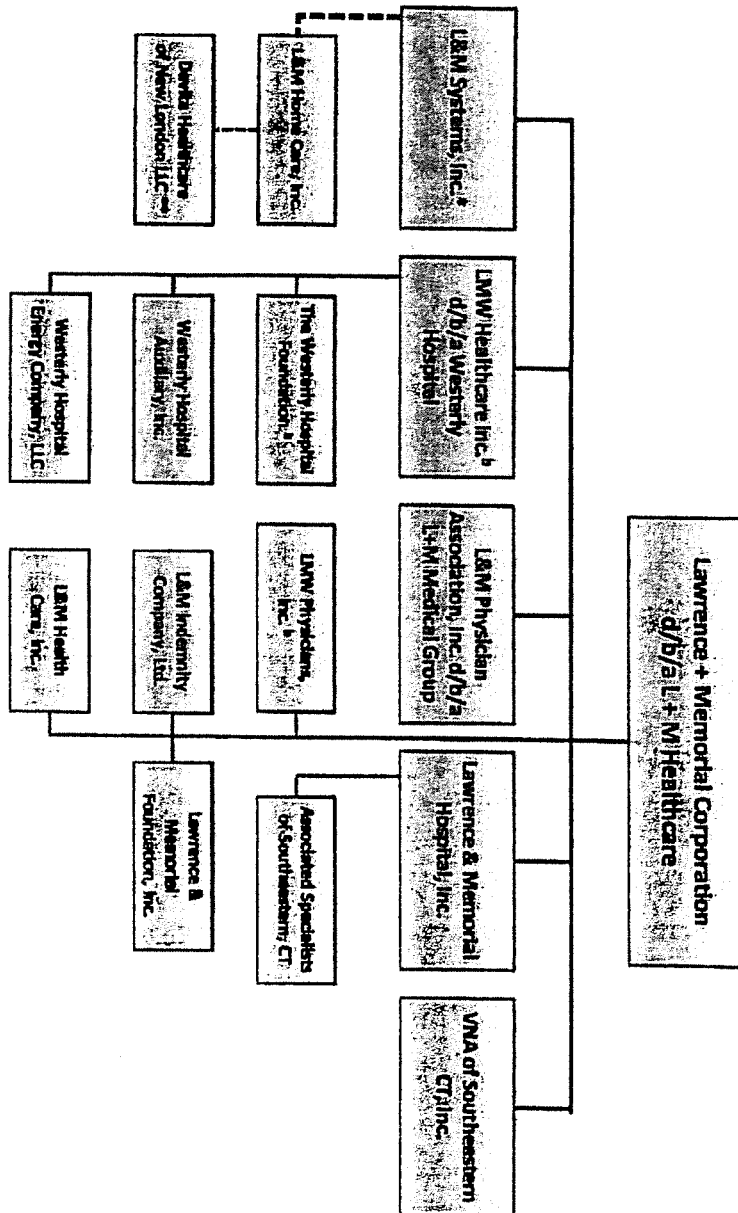 Lawrence + Memorial Corporation
d/b/a L + M Healthcare
L&M Systems, Inc. a
LMW Healthcare Inc. b
d/b/a Westerly
Hospital
L&M Physician
Association, Inc. d/b/a
L+M Medical Group
Lawrence & Memorial
Hospital, Inc.
VNA of Southeastern
CT, Inc.
L&M Home Care, Inc.
The Westerly Hospital
Foundation, b c
LMW Physicians,
Inc. b
Associated Specialists
of Southeastern, CT
Davita Healthcare
of New London LLC
Westerly Hospital
Auxiliary, Inc.
L&M Indemnity
Company, Ltd.
Lawrence &
Memorial
Foundation, Inc.
Westerly Hospital
Energy Company, LLC
L&M Health
Care, Inc.